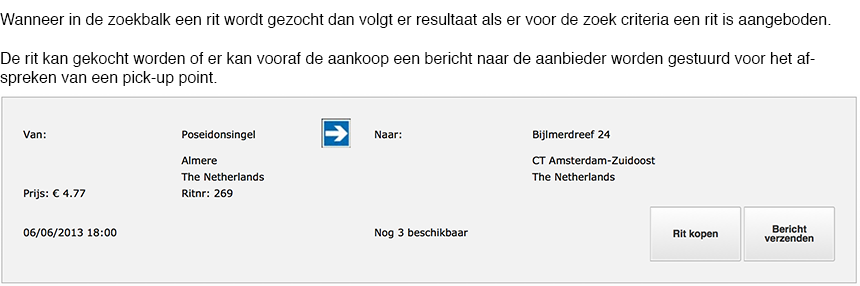 Wanneer in de zoekbalk een rit wordt gezocht dan volgt er resultaat als er voor de zoek criteria een rit is aangeboden.
De rit kan gekocht worden of er kan vooraf de aankoop een bericht naar de aanbieder worden gestuurd voor het af-
spreken van een pick-up point.
Van: Poseidonsingel Naar: Bijlmerdreef 24
Almere CT Amsterdam-Zuidoost
The Netherlands The Netherlands
Prijs: € 4.77 Ritnr: 269
06/06/2013 18:00 Nog 3 beschikbaar
Rit kopen
Bericht
verzenden